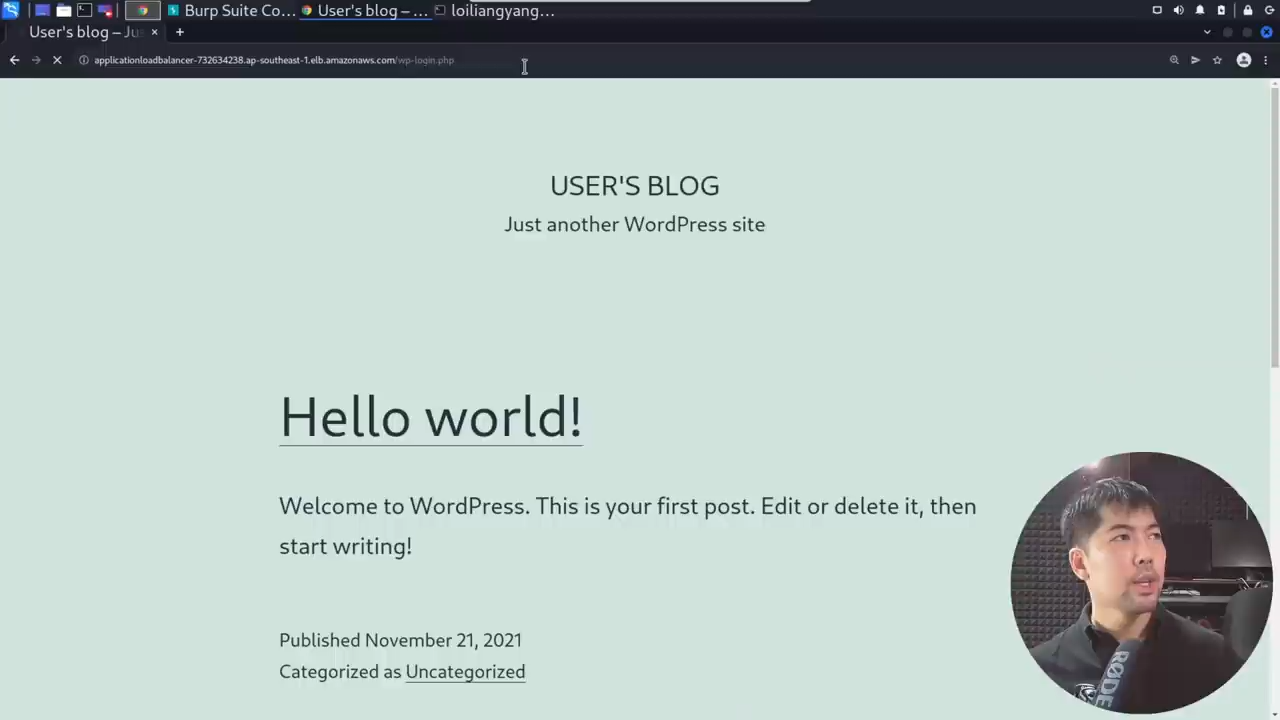 Burp Suite Co...
User's blog – ...
loiliangyang...
User's blog – Jus
applicationloadbalancer-732634238.ap-southeast-1.elb.amazonaws.com/wp-login.php
USER'S BLOG
Just another WordPress site
Hello world!
Welcome to WordPress. This is your first post. Edit or delete it, then
start writing!
Published November 21, 2021
Categorized as Uncategorized
RØDE